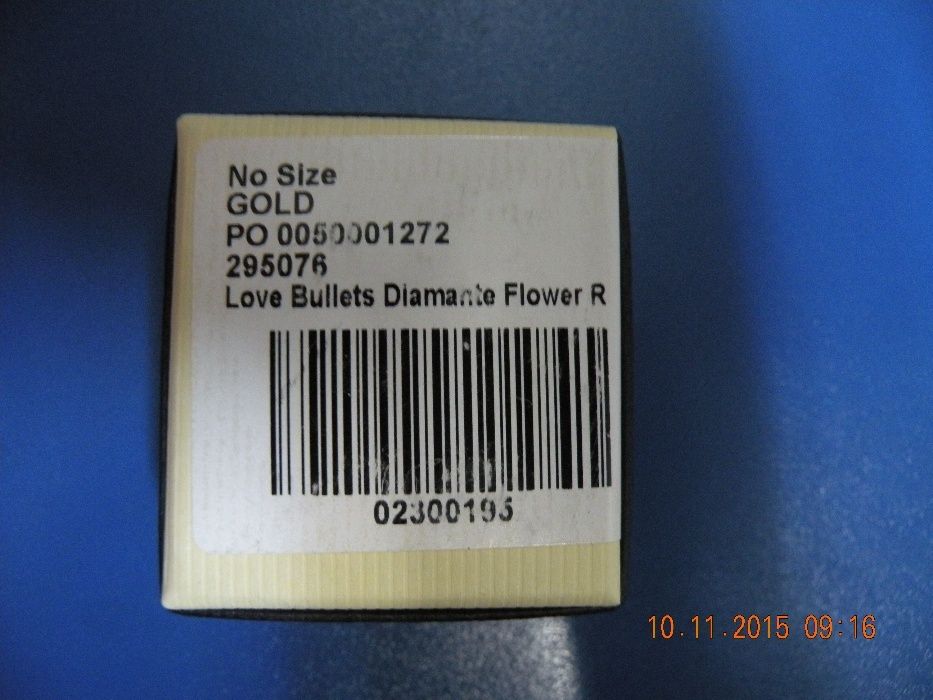 No Size
GOLD
PO 0050001272
295076
Love Bullets Diamante Flower R
02300195
10.11.2015 09:16